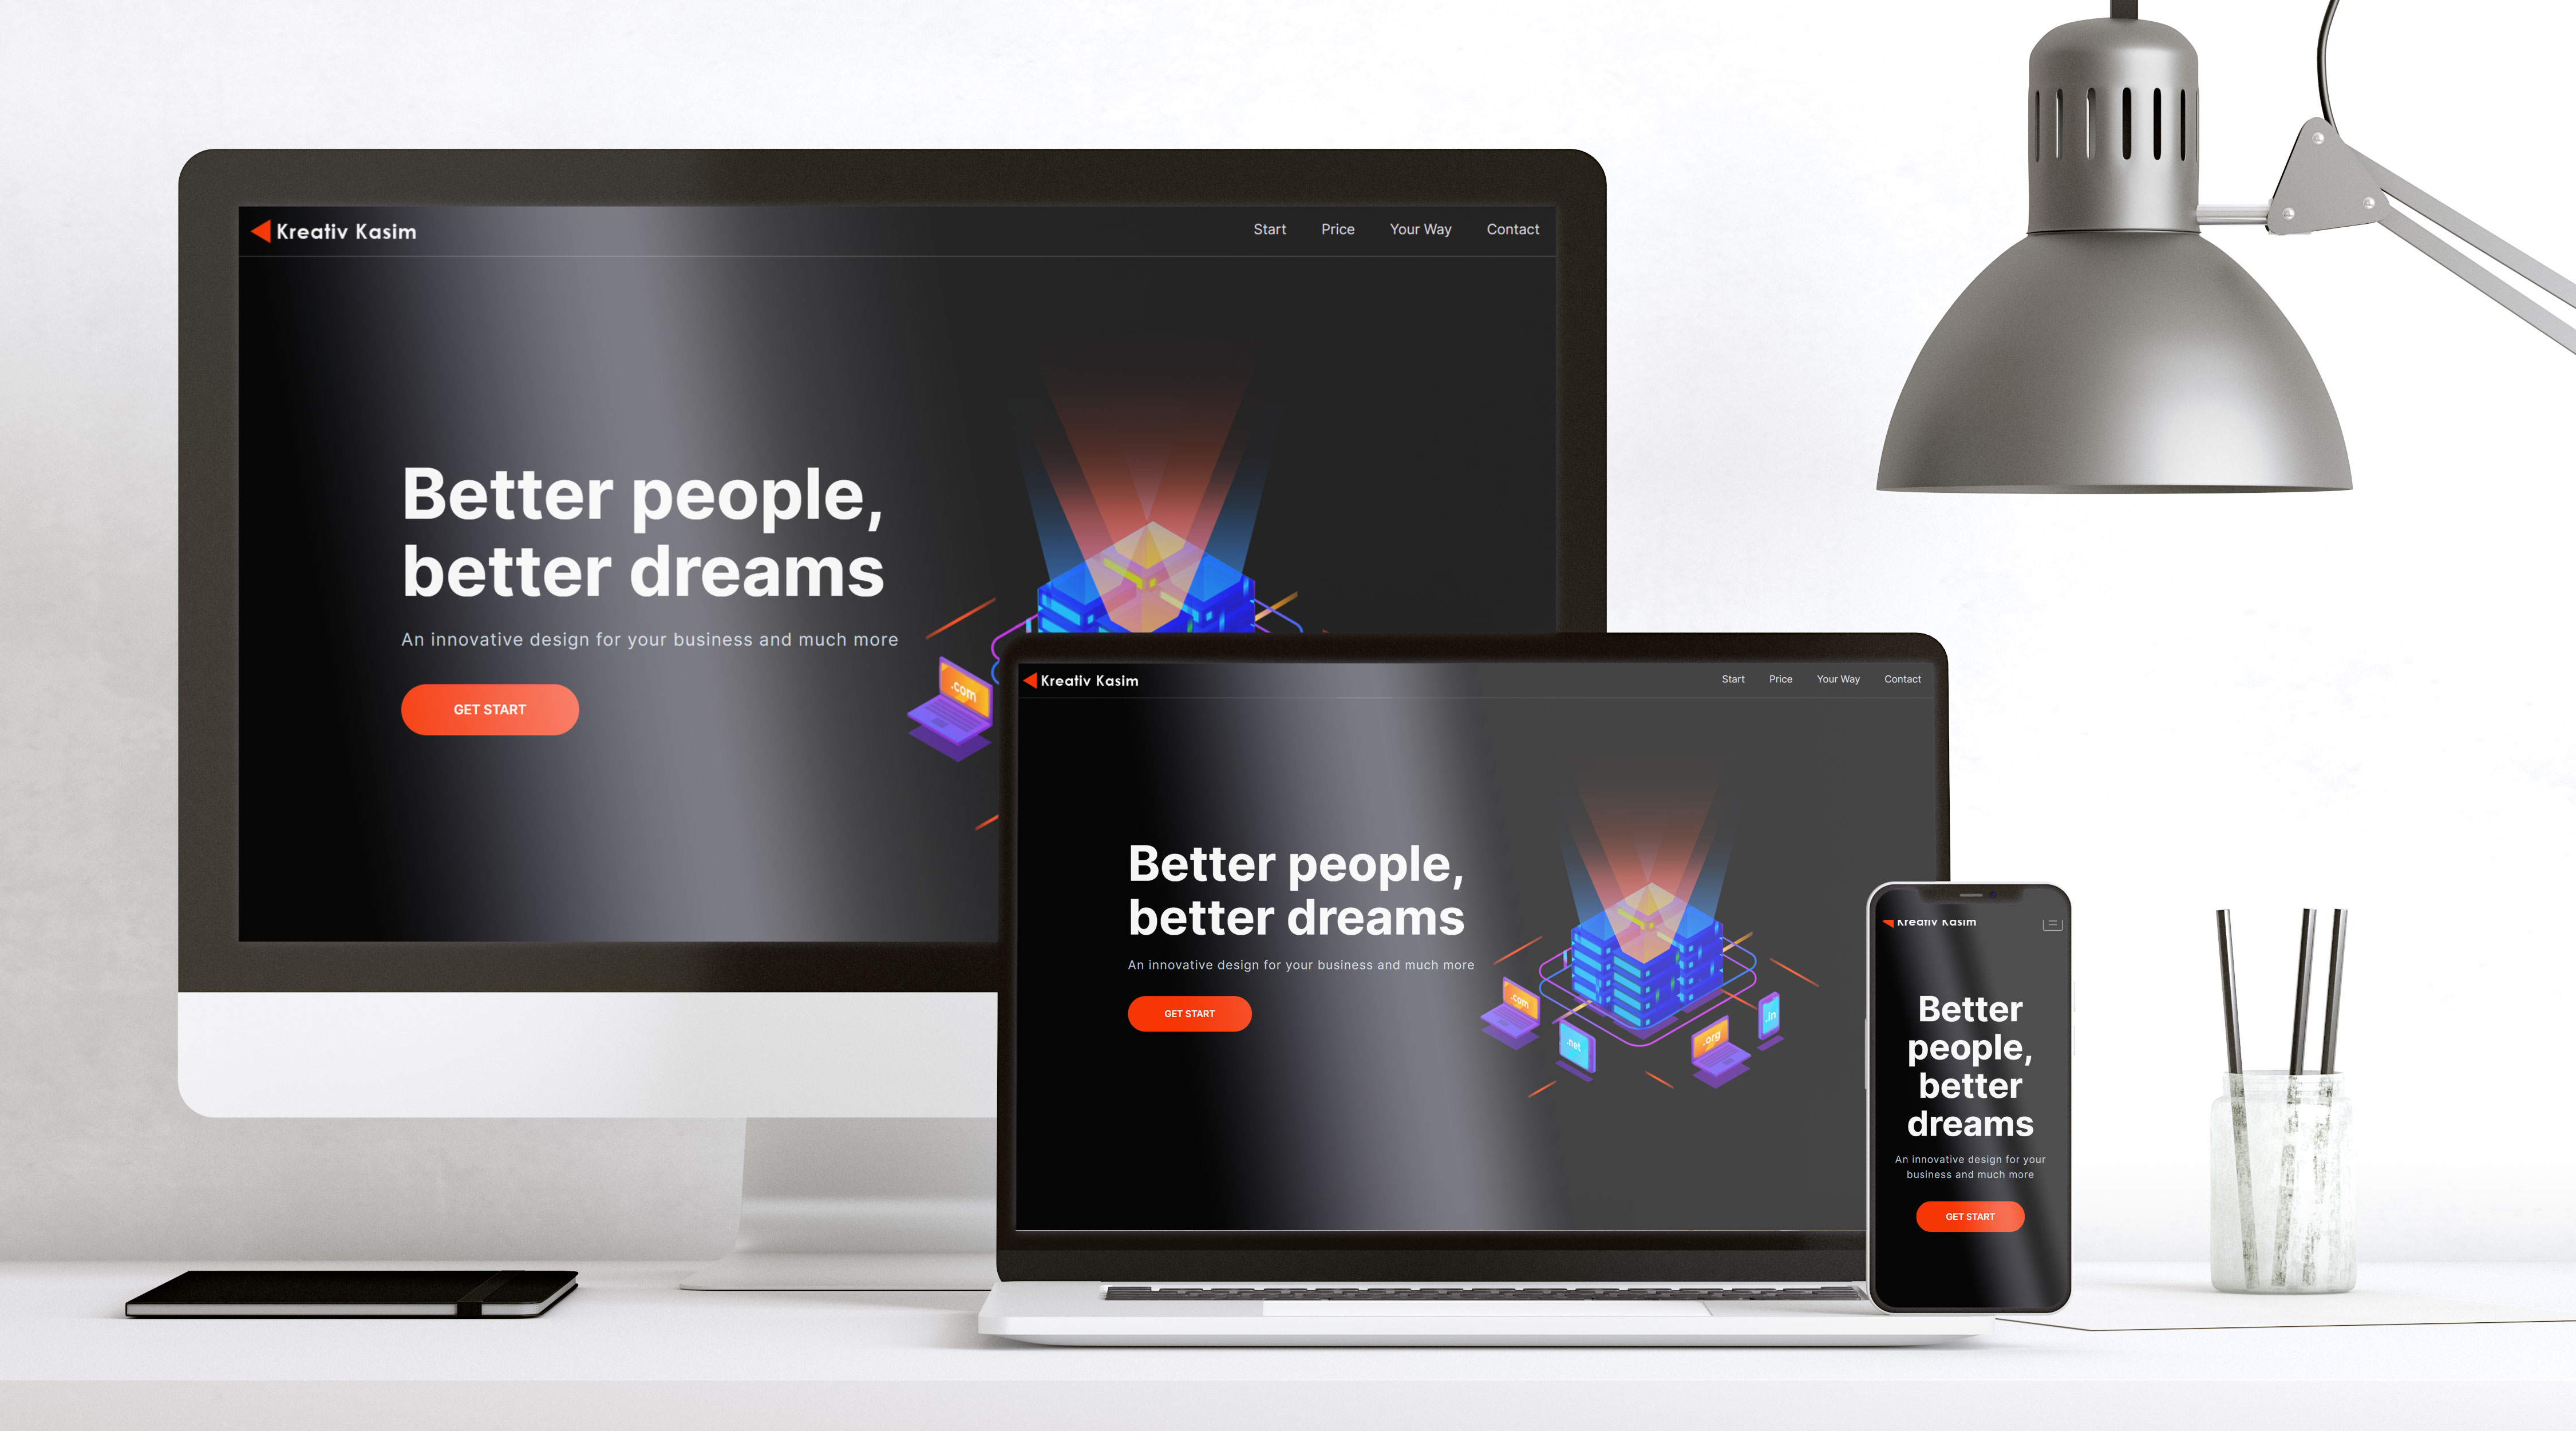 Kreativ Kasim
Start Price Your Way Contact
Better people,
better dreams
An innovative design for your business and much more
GET START
.com
Kreativ Kasim
Start Price Your Way Contact
Better people,
better dreams
An innovative design for your business and much more
GET START
.com
.net
.org
.in
Kreativ Kasim
Better
people,
better
dreams
An innovative design for your
business and much more
GET START